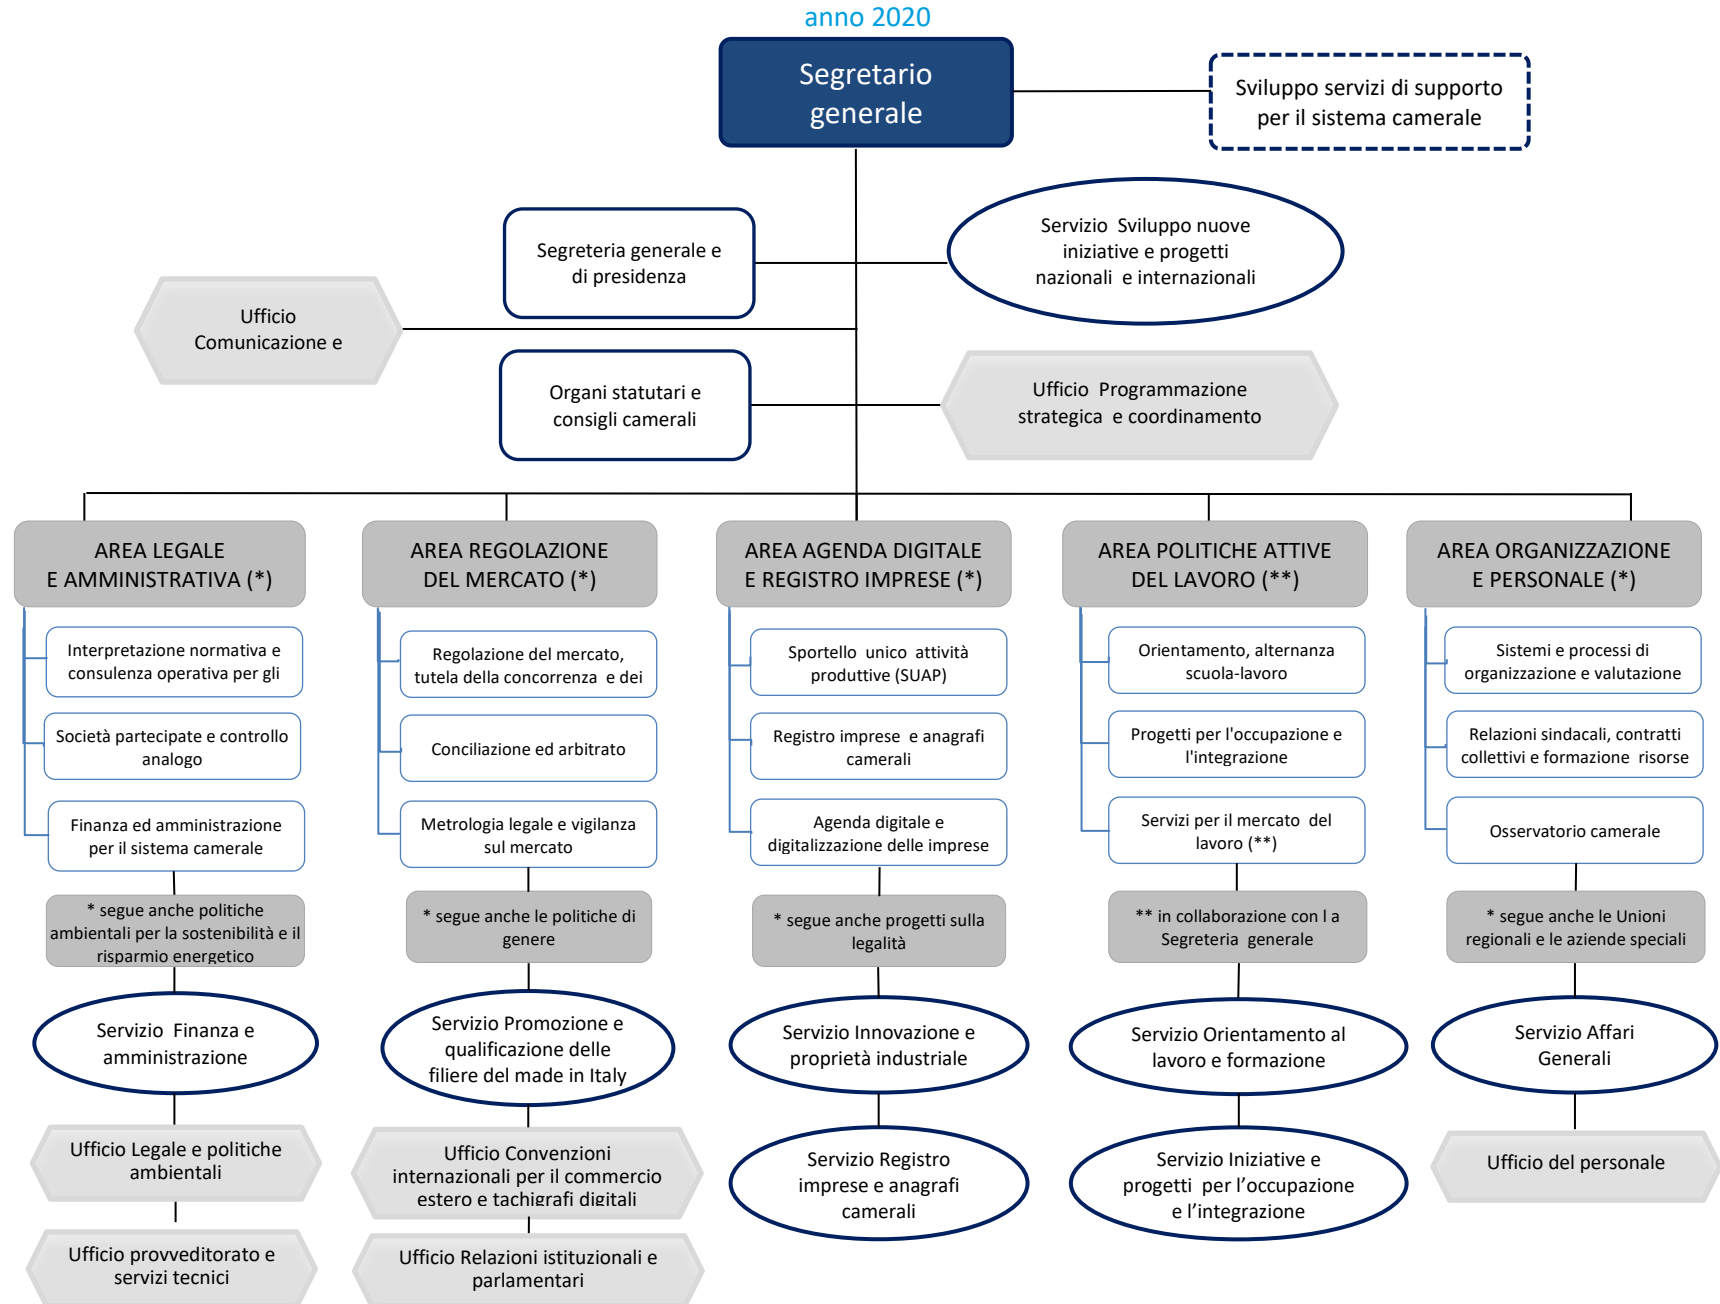 anno 2020
Segretario
generale
Sviluppo servizi di supporto
per il sistema camerale
Segreteria generale e
di presidenza
Servizio Sviluppo nuove
iniziative e progetti
nazionali e internazionali
Ufficio
Comunicazione e
Organi statutari e
consigli camerali
Ufficio Programmazione
strategica e coordinamento
AREA LEGALE
E AMMINISTRATIVA (*)
Interpretazione normativa e
consulenza operativa per gli
Società partecipate e controllo
analogo
Finanza ed amministrazione
per il sistema camerale
* segue anche politiche
ambientali per la sostenibilità e il
risparmio energetico
Servizio Finanza e
amministrazione
Ufficio Legale e politiche
ambientali
Ufficio provveditorato e
servizi tecnici
AREA REGOLAZIONE
DEL MERCATO (*)
Regolazione del mercato,
tutela della concorrenza e dei
Conciliazione ed arbitrato
Metrologia legale e vigilanza
sul mercato
* segue anche le politiche di
genere
Servizio Promozione e
qualificazione delle
filiere del made in Italy
Ufficio Convenzioni
internazionali per il commercio
estero e tachigrafi digitali
Ufficio Relazioni istituzionali e
parlamentari
AREA AGENDA DIGITALE
E REGISTRO IMPRESE (*)
Sportello unico attività
produttive (SUAP)
Registro imprese e anagrafi
camerali
Agenda digitale e
digitalizzazione delle imprese
* segue anche progetti sulla
legalità
Servizio Innovazione e
proprietà industriale
Servizio Registro
imprese e anagrafi
camerali
AREA POLITICHE ATTIVE
DEL LAVORO (**)
Orientamento, alternanza
scuola-lavoro
Progetti per l'occupazione e
l'integrazione
Servizi per il mercato del
lavoro (**)
** in collaborazione con l a
Segreteria generale
Servizio Orientamento al
lavoro e formazione
Servizio Iniziative e
progetti per l’occupazione
e l’integrazione
AREA ORGANIZZAZIONE
E PERSONALE (*)
Sistemi e processi di
organizzazione e valutazione
Relazioni sindacali, contratti
collettivi e formazione risorse
Osservatorio camerale
* segue anche le Unioni
regionali e le aziende speciali
Servizio Affari
Generali
Ufficio del personale